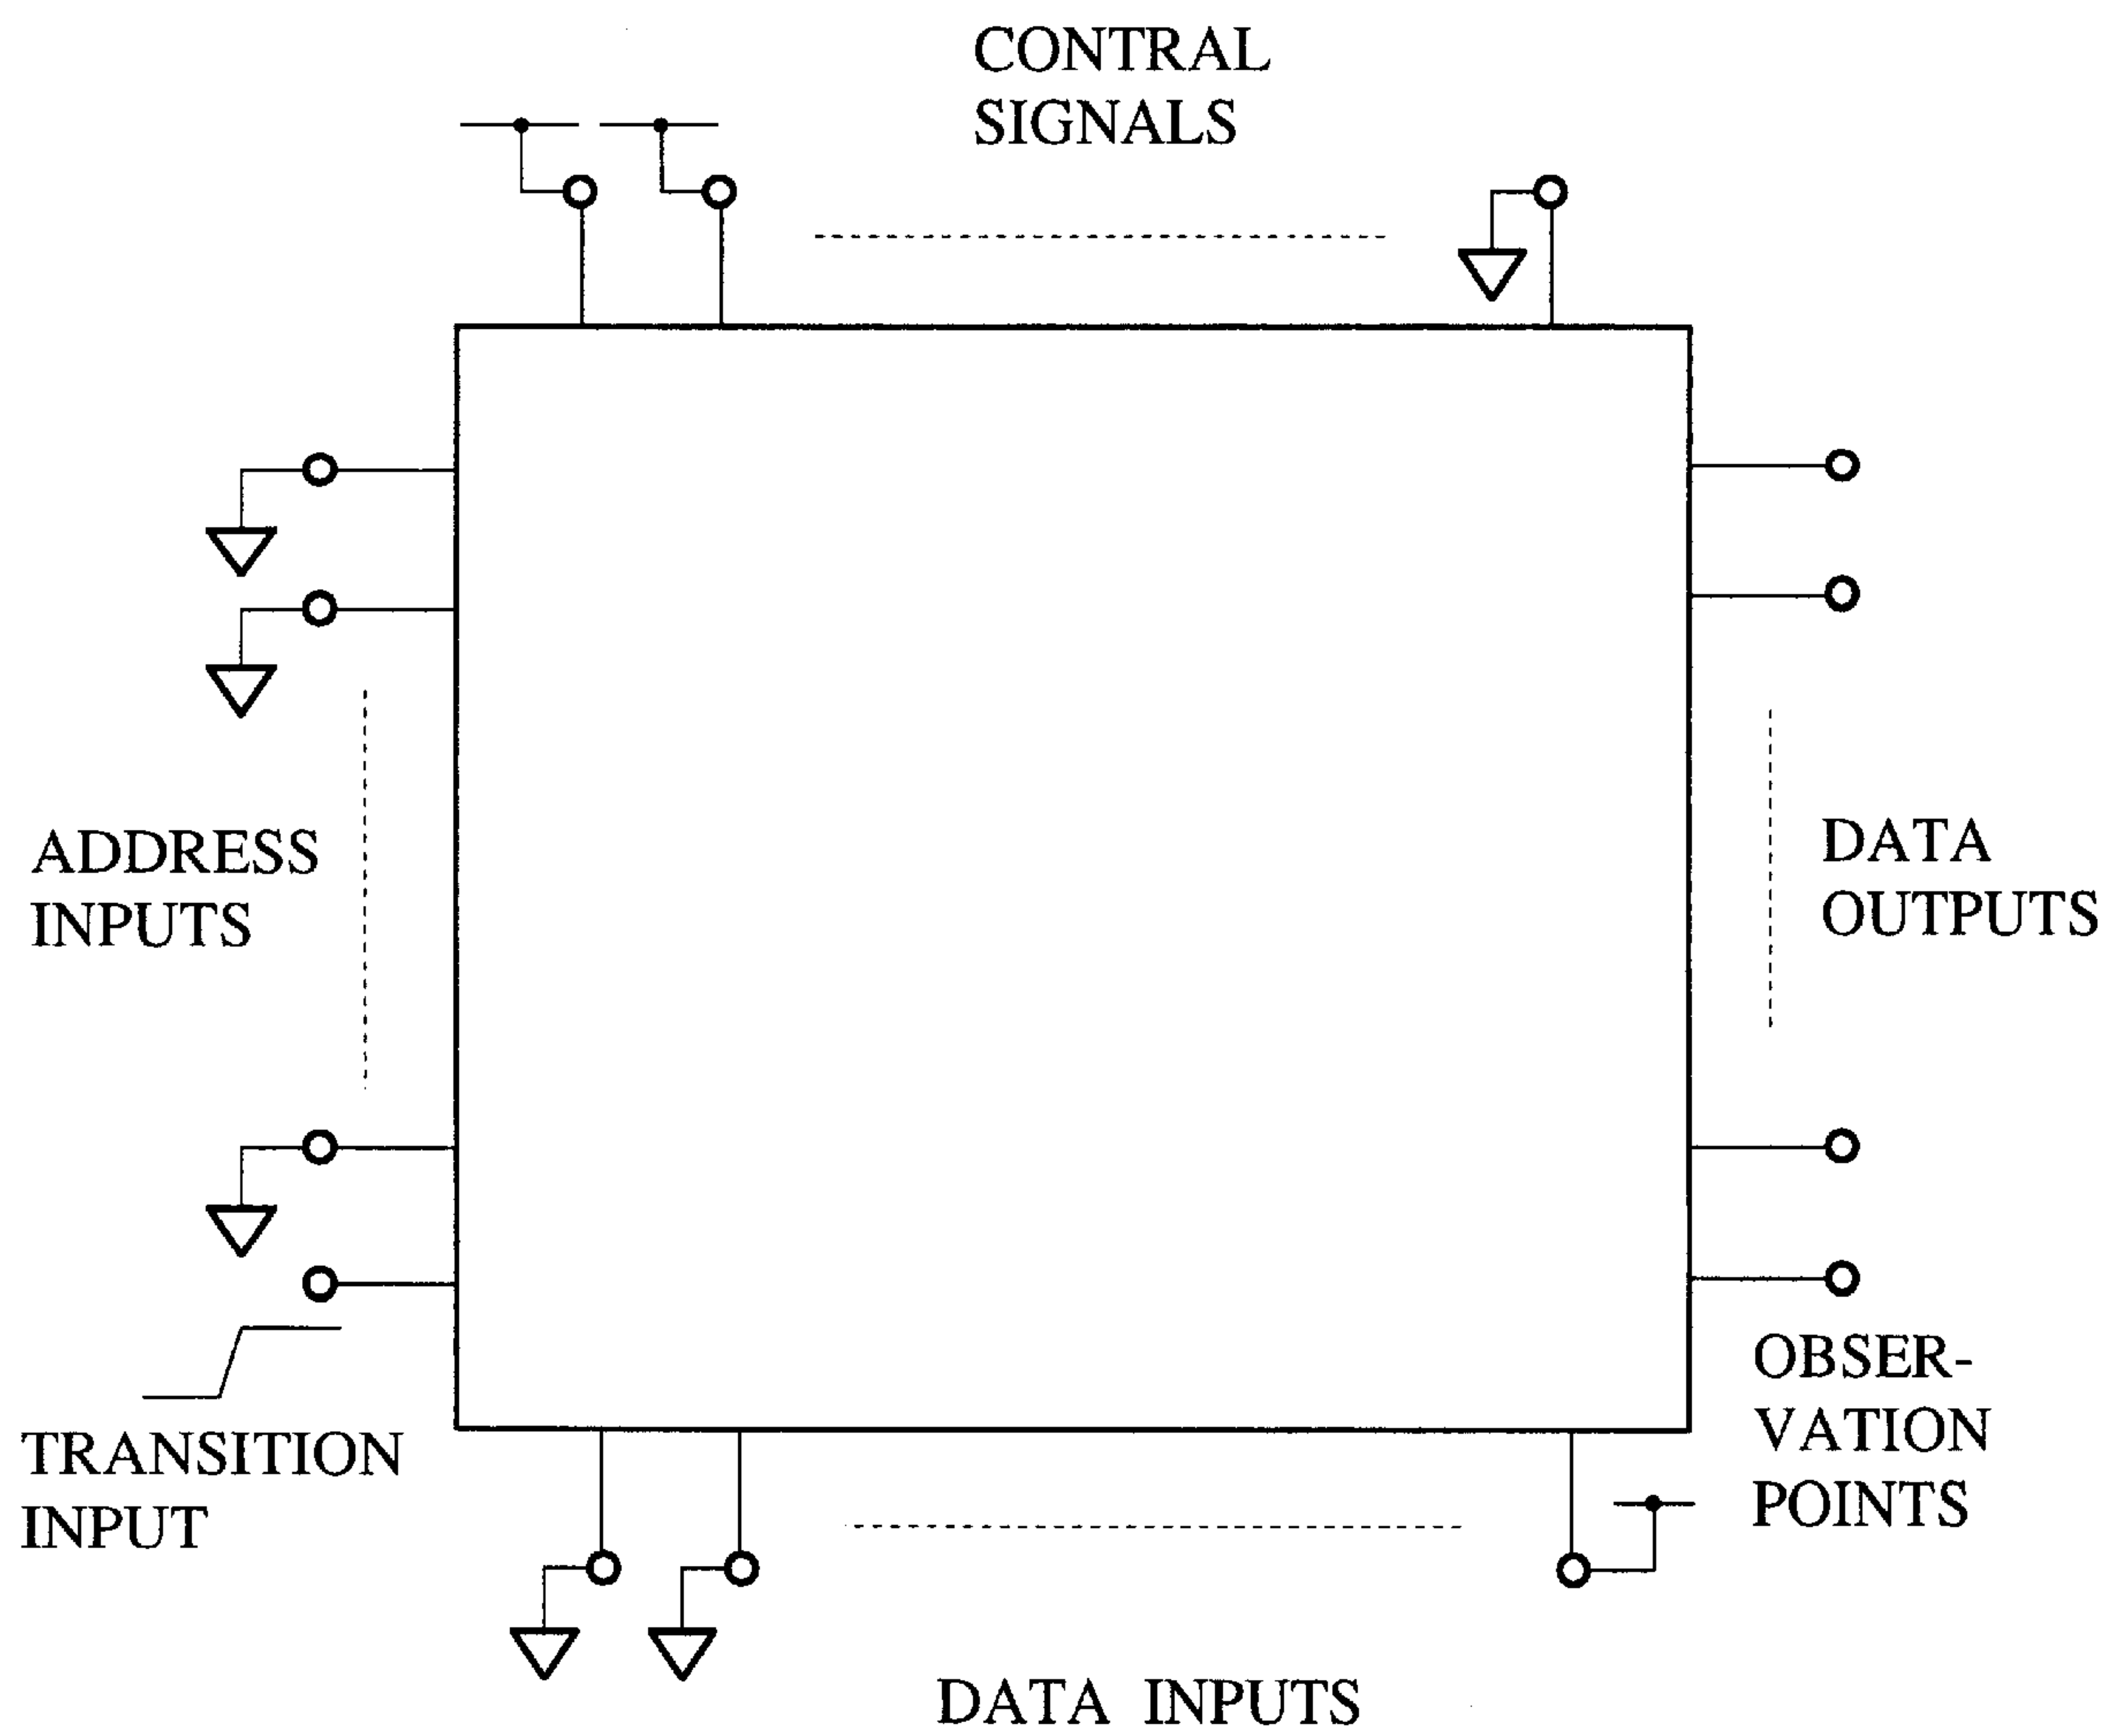 CONTRAL
SIGNALS
ADDRESS
INPUTS
DATA
OUTPUTS
TRANSITION
INPUT
OBSER-
VATION
POINTS
DATA INPUTS